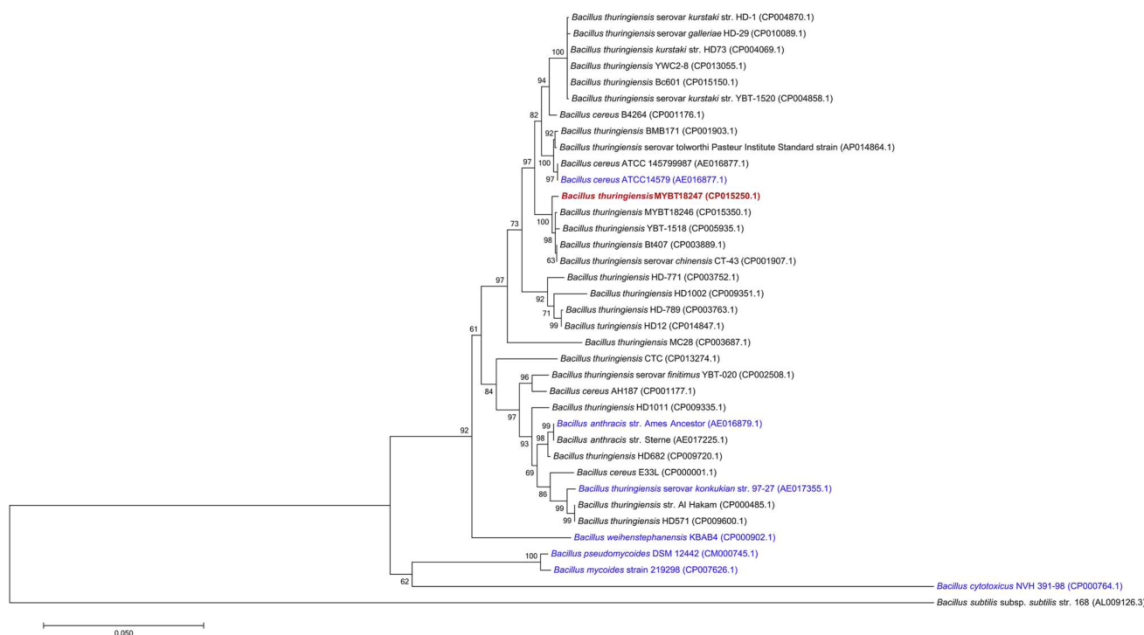 Bacillus thuringiensis serovar kurstaki str. HD-1 (CP004870.1)
Bacillus thuringiensis serovar galleriae HD-29 (CP010089.1)
Bacillus thuringiensis kurstaki str. HD73 (CP004069.1)
100
Bacillus thuringiensis YWC2-8 (CP013055.1)
94
Bacillus thuringiensis Bc601 (CP015150.1)
Bacillus thuringiensis serovar kurstaki str. YBT-1520 (CP004858.1)
82
Bacillus cereus B4264 (CP001176.1)
92
Bacillus thuringiensis BMB171 (CP001903.1)
Bacillus thuringiensis serovar tolworthi Pasteur Institute Standard strain (AP014864.1)
97
100
Bacillus cereus ATCC 145799987 (AE016877.1)
97
Bacillus cereus ATCC14579 (AE016877.1)
Bacillus thuringiensis MYBT18247 (CP015250.1)
73
100
Bacillus thuringiensis MYBT18246 (CP015350.1)
Bacillus thuringiensis YBT-1518 (CP005935.1)
98
Bacillus thuringiensis Bt407 (CP003889.1)
63
Bacillus thuringiensis serovar chinensis CT-43 (CP001907.1)
97
Bacillus thuringiensis HD-771 (CP003752.1)
92
Bacillus thuringiensis HD1002 (CP009351.1)
71
Bacillus thuringiensis HD-789 (CP003763.1)
99
Bacillus turingiensis HD12 (CP014847.1)
61
Bacillus thuringiensis MC28 (CP003687.1)
Bacillus thuringiensis CTC (CP013274.1)
96
Bacillus thuringiensis serovar finitimus YBT-020 (CP002508.1)
84
Bacillus cereus AH187 (CP001177.1)
97
Bacillus thuringiensis HD1011 (CP009335.1)
99
Bacillus anthracis str. Ames Ancestor (AE016879.1)
92
93
98
Bacillus anthracis str. Sterne (AE017225.1)
Bacillus thuringiensis HD682 (CP009720.1)
69
Bacillus cereus E33L (CP000001.1)
86
Bacillus thuringiensis serovar konkukian str. 97-27 (AE017355.1)
99
Bacillus thuringiensis str. Al Hakam (CP000485.1)
99
Bacillus thuringiensis HD571 (CP009600.1)
Bacillus weihenstephanensis KBAB4 (CP000902.1)
100
Bacillus pseudomycoides DSM 12442 (CM000745.1)
Bacillus mycoides strain 219298 (CP007626.1)
62
Bacillus cytotoxicus NVH 391-98 (CP000764.1)
Bacillus subtilis subsp. subtilis str. 168 (AL009126.3)
0.050